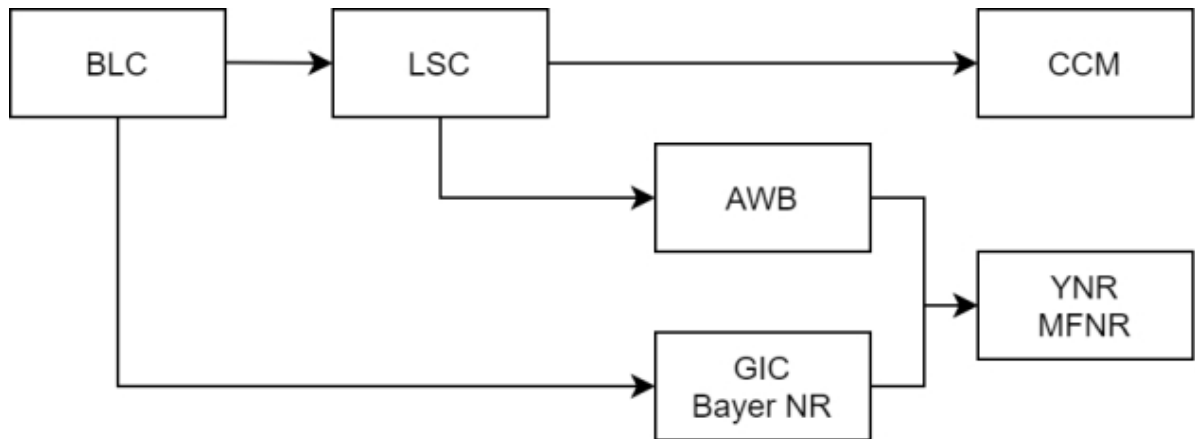 BLC
LSC
CCM
AWB
YNR
MFNR
GIC
Bayer NR